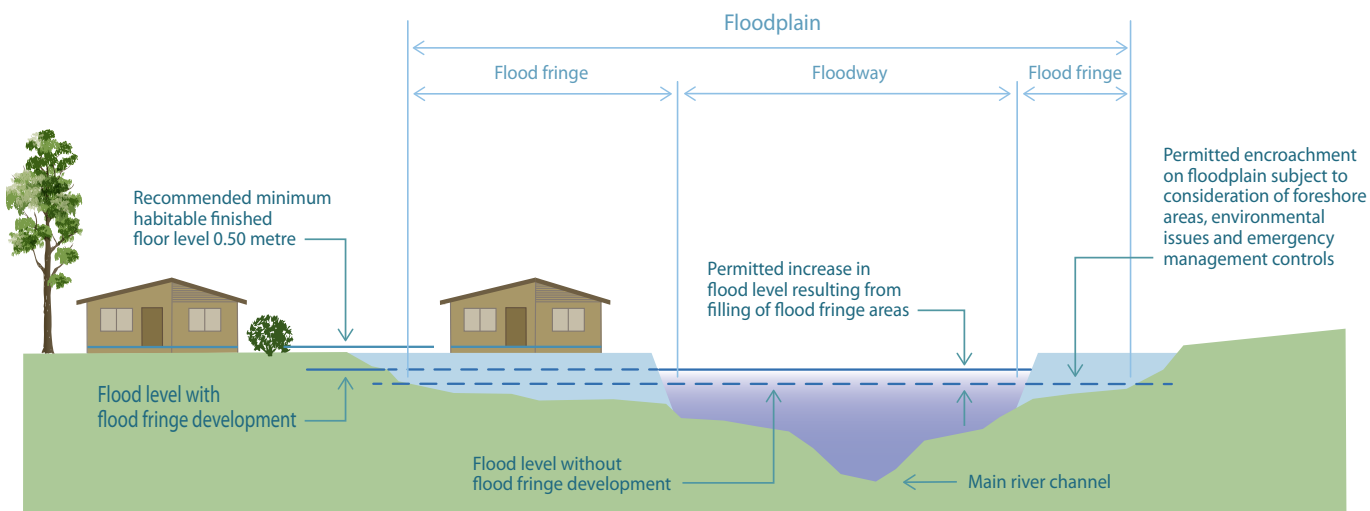 Floodplain
Flood fringe
Floodway
Flood fringe
Permitted encroachment
on floodplain subject to
consideration of foreshore
areas, environmental
issues and emergency
management controls
Recommended minimum
habitable finished
floor level 0.50 metre
Permitted increase in
flood level resulting from
filling of flood fringe areas
Flood level with
flood fringe development
Flood level without
flood fringe development
Main river channel